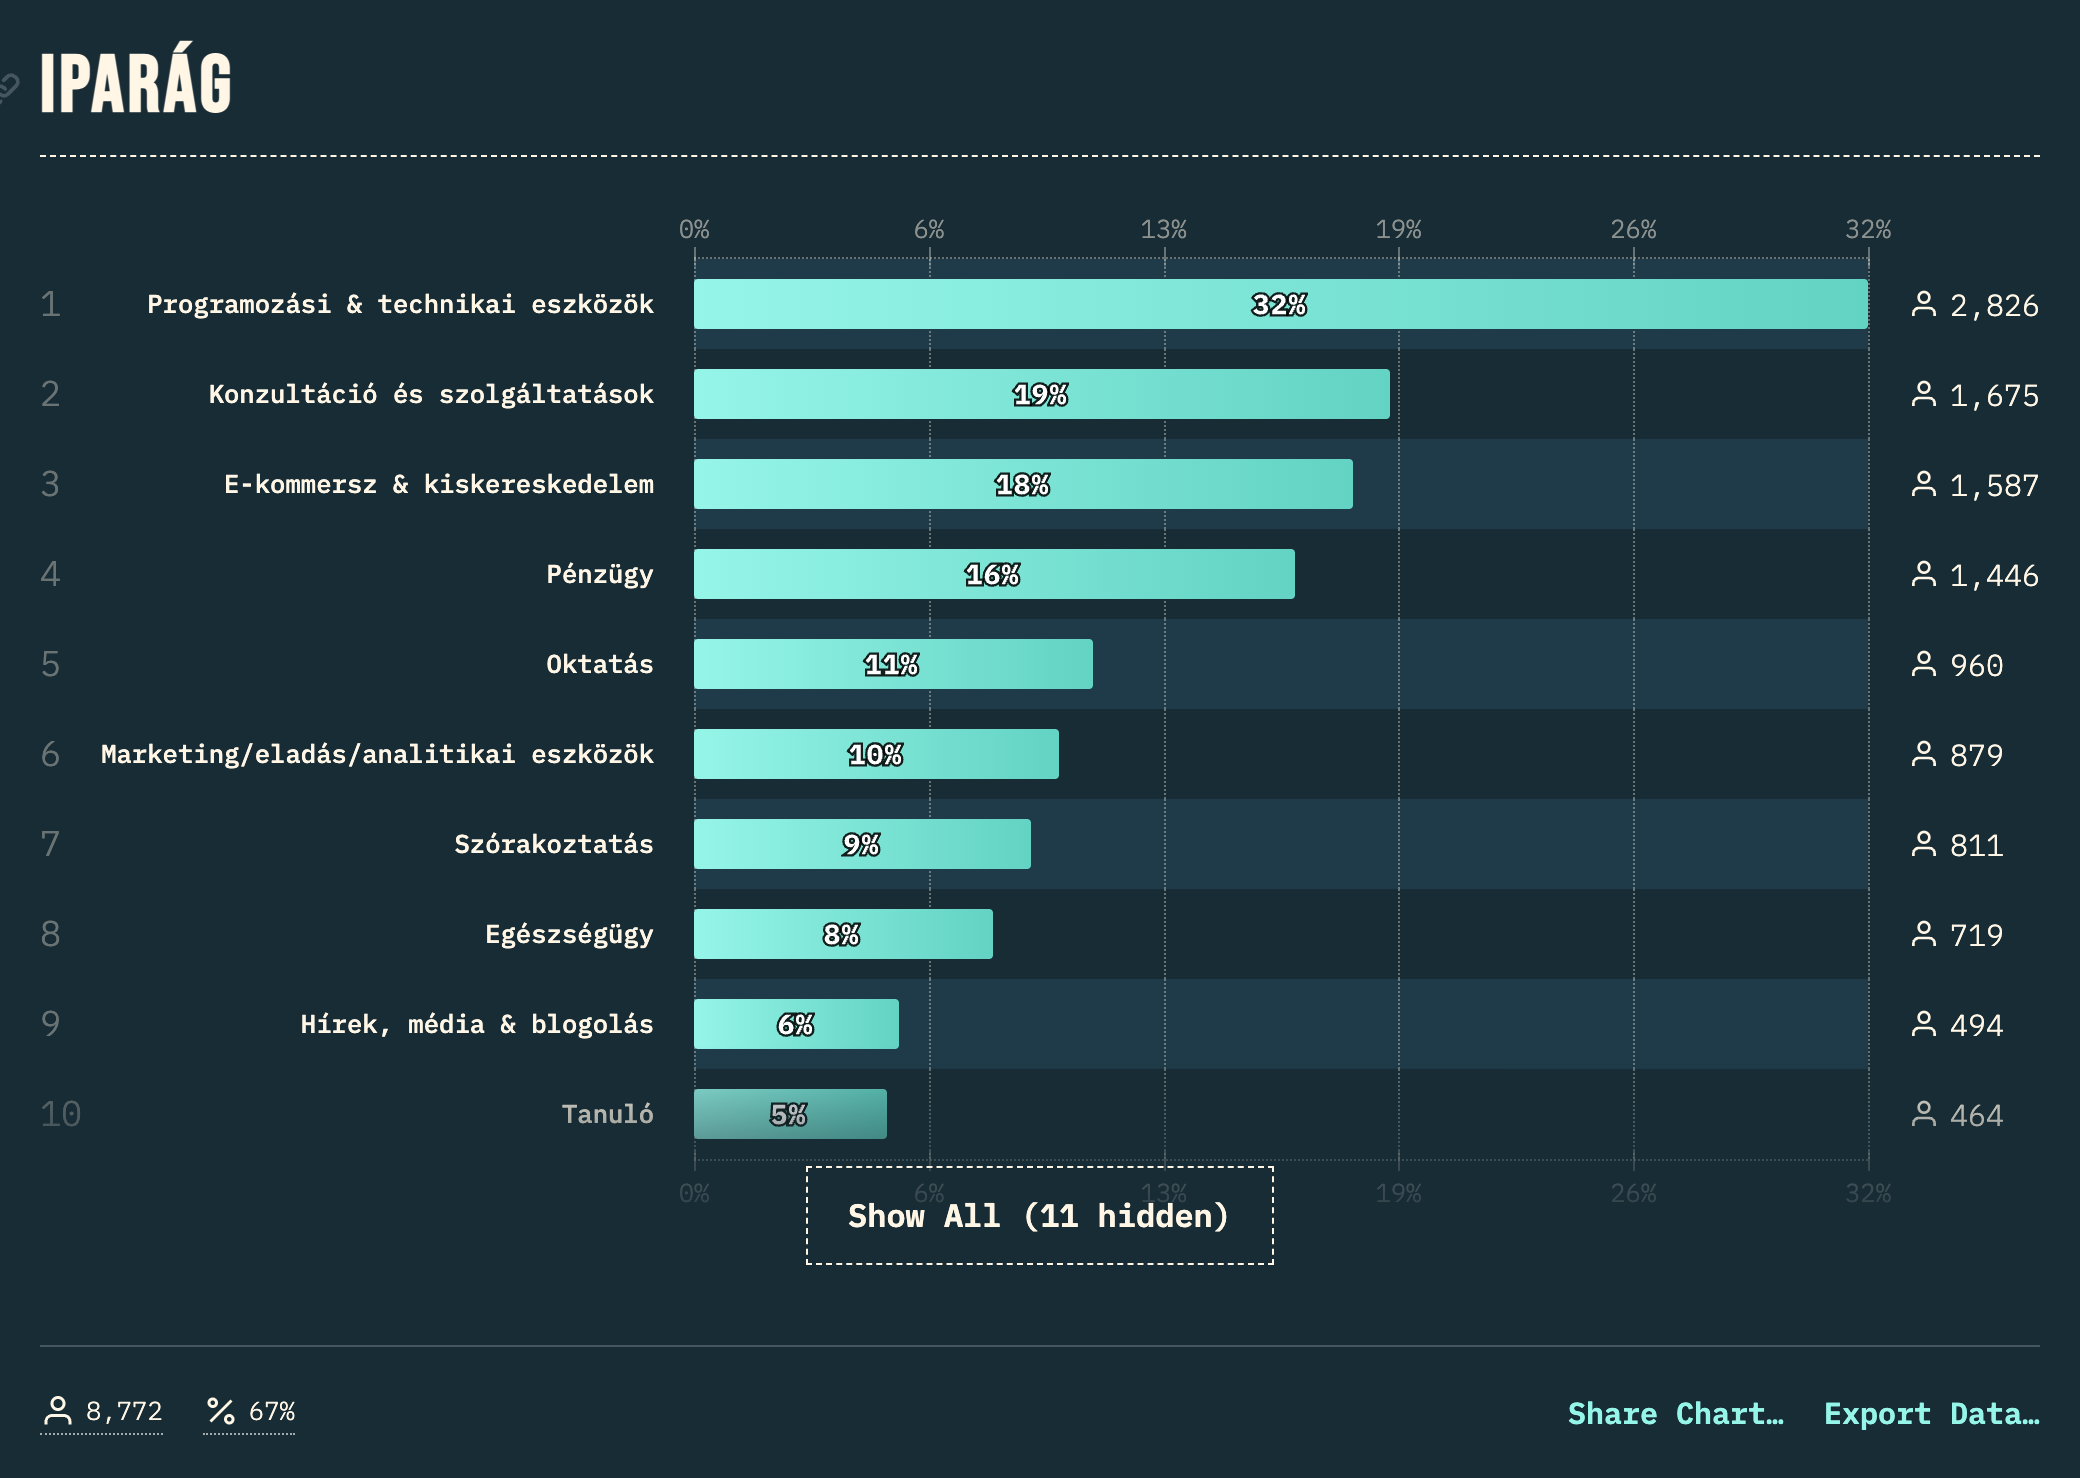 IPARÁG
0% 6% 13% 19% 26% 32%
1 Programozási & technikai eszközök 32% 2,826
2 Konzultáció és szolgáltatások 19% 1,675
3 E-kommersz & kiskereskedelem 18% 1,587
4 Pénzügy 16% 1,446
5 Oktatás 11% 960
6 Marketing/eladás/analitikai eszközök 10% 879
7 Szórakoztatás 9% 811
8 Egészségügy 8% 719
9 Hírek, média & blogolás 6% 494
10 Tanuló 5% 464
0% 6% 13% 19% 26% 32%
Show All (11 hidden)
8,772 67% Share Chart… Export Data…